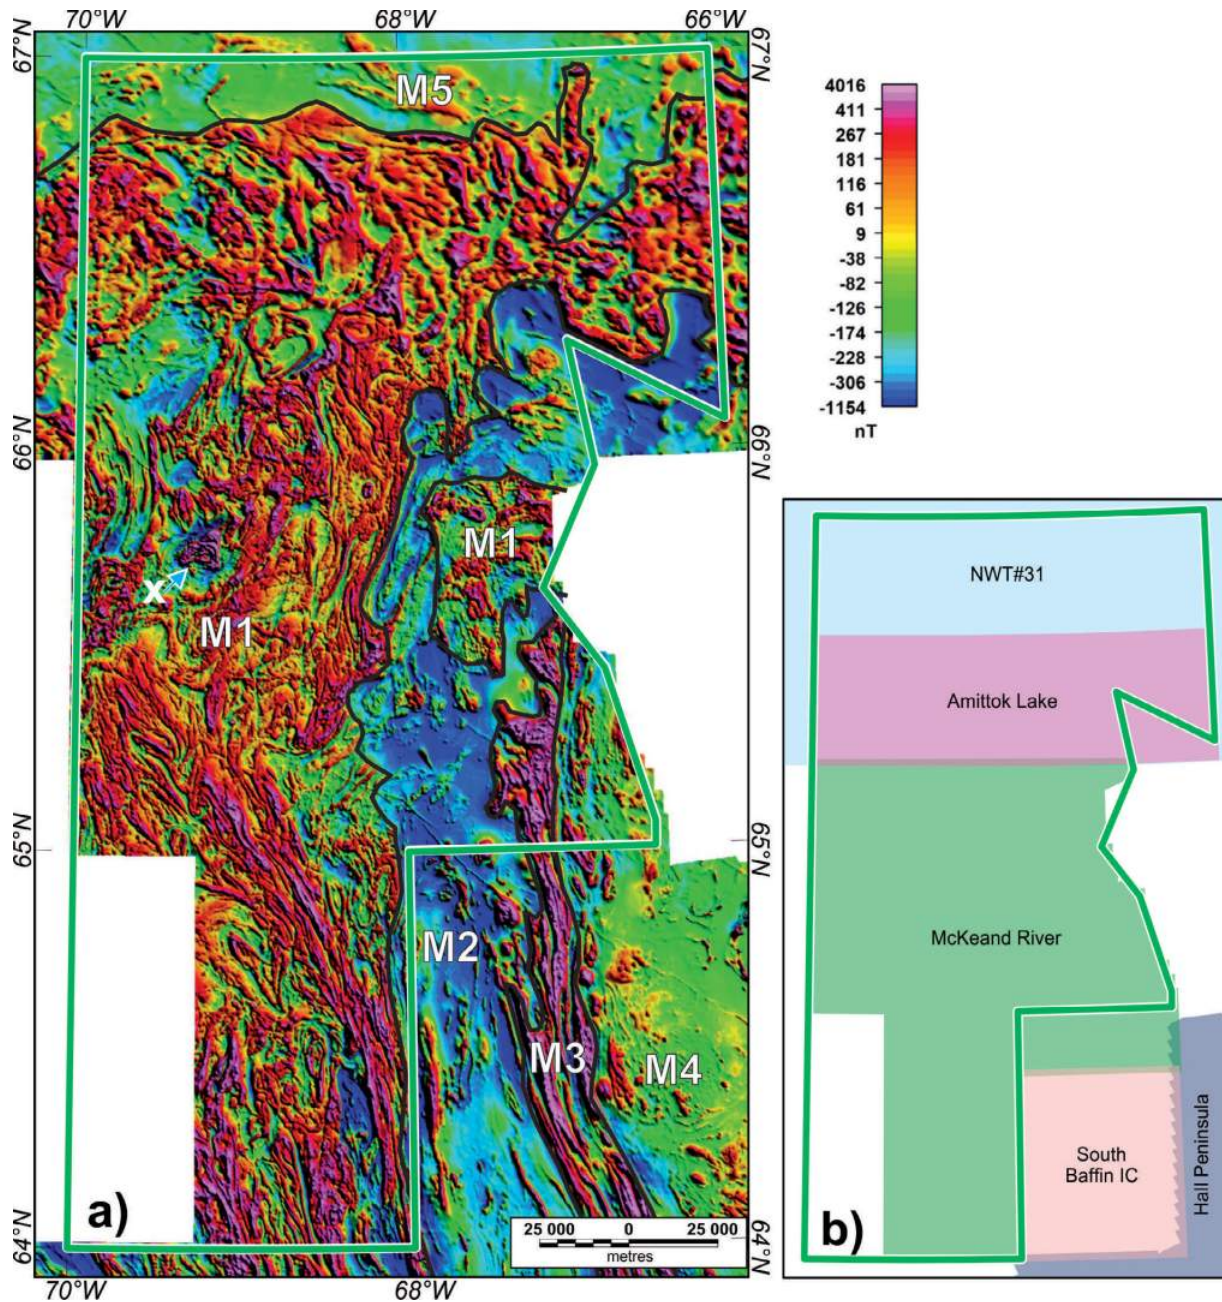 70°W 68°W 66°W
67°N 67°N
M5
66°N 66°N
M1
X
M1
65°N 65°N
M2
M3
M4
a)
25 000 0 25 000
metres
64°N 64°N
70°W 68°W
4016
411
267
181
116
61
9
-38
-82
-126
-174
-228
-306
-1154
nT
NWT#31
Amittok Lake
McKeand River
South
Baffin IC
Hall Peninsula
b)